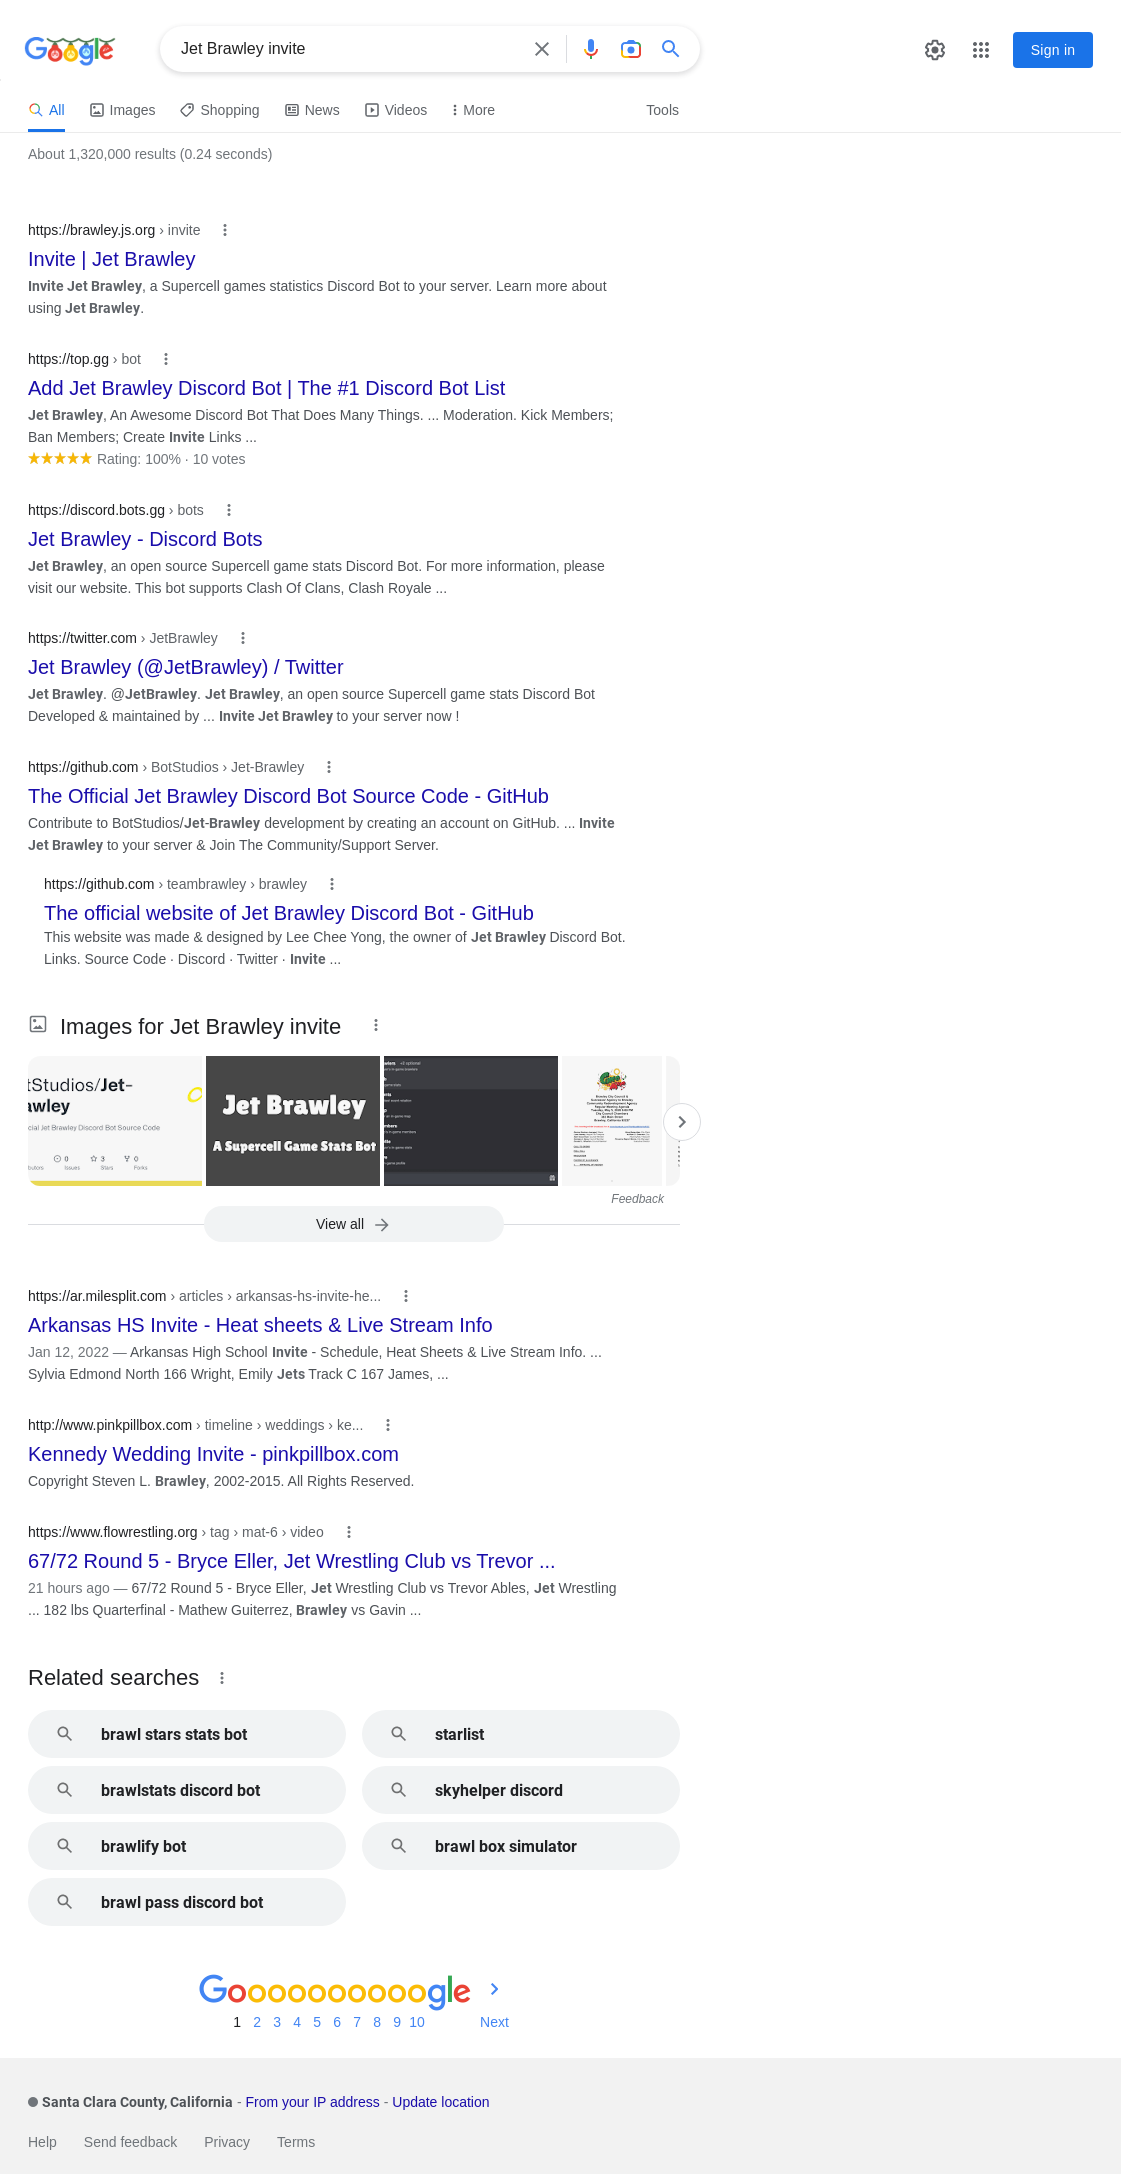 Google
Jet Brawley invite
Sign in
All
Images
Shopping
News
Videos
More
Tools
About 1,320,000 results (0.24 seconds)
https://brawley.js.org › invite
Invite | Jet Brawley
Invite Jet Brawley, a Supercell games statistics Discord Bot to your server. Learn more about
using Jet Brawley.
https://top.gg › bot
Add Jet Brawley Discord Bot | The #1 Discord Bot List
Jet Brawley, An Awesome Discord Bot That Does Many Things. ... Moderation. Kick Members;
Ban Members; Create Invite Links ...
Rating: 100% · 10 votes
https://discord.bots.gg › bots
Jet Brawley - Discord Bots
Jet Brawley, an open source Supercell game stats Discord Bot. For more information, please
visit our website. This bot supports Clash Of Clans, Clash Royale ...
https://twitter.com › JetBrawley
Jet Brawley (@JetBrawley) / Twitter
Jet Brawley. @JetBrawley. Jet Brawley, an open source Supercell game stats Discord Bot
Developed & maintained by ... Invite Jet Brawley to your server now !
https://github.com › BotStudios › Jet-Brawley
The Official Jet Brawley Discord Bot Source Code - GitHub
Contribute to BotStudios/Jet-Brawley development by creating an account on GitHub. ... Invite
Jet Brawley to your server & Join The Community/Support Server.
https://github.com › teambrawley › brawley
The official website of Jet Brawley Discord Bot - GitHub
This website was made & designed by Lee Chee Yong, the owner of Jet Brawley Discord Bot.
Links. Source Code · Discord · Twitter · Invite ...
Images for Jet Brawley invite
tStudios/Jet-
awley
cial Jet Brawley Discord Bot Source Code
0
3
0
Issues
Stars
Forks
Jet Brawley
A Supercell Game Stats Bot
Feedback
View all
https://ar.milesplit.com › articles › arkansas-hs-invite-he...
Arkansas HS Invite - Heat sheets & Live Stream Info
Jan 12, 2022 — Arkansas High School Invite - Schedule, Heat Sheets & Live Stream Info. ...
Sylvia Edmond North 166 Wright, Emily Jets Track C 167 James, ...
http://www.pinkpillbox.com › timeline › weddings › ke...
Kennedy Wedding Invite - pinkpillbox.com
Copyright Steven L. Brawley, 2002-2015. All Rights Reserved.
https://www.flowrestling.org › tag › mat-6 › video
67/72 Round 5 - Bryce Eller, Jet Wrestling Club vs Trevor ...
21 hours ago — 67/72 Round 5 - Bryce Eller, Jet Wrestling Club vs Trevor Ables, Jet Wrestling
... 182 lbs Quarterfinal - Mathew Guiterrez, Brawley vs Gavin ...
Related searches
brawl stars stats bot
starlist
brawlstats discord bot
skyhelper discord
brawlify bot
brawl box simulator
brawl pass discord bot
Goooooooooogle
1 2 3 4 5 6 7 8 9 10
Next
Santa Clara County, California - From your IP address - Update location
Help
Send feedback
Privacy
Terms